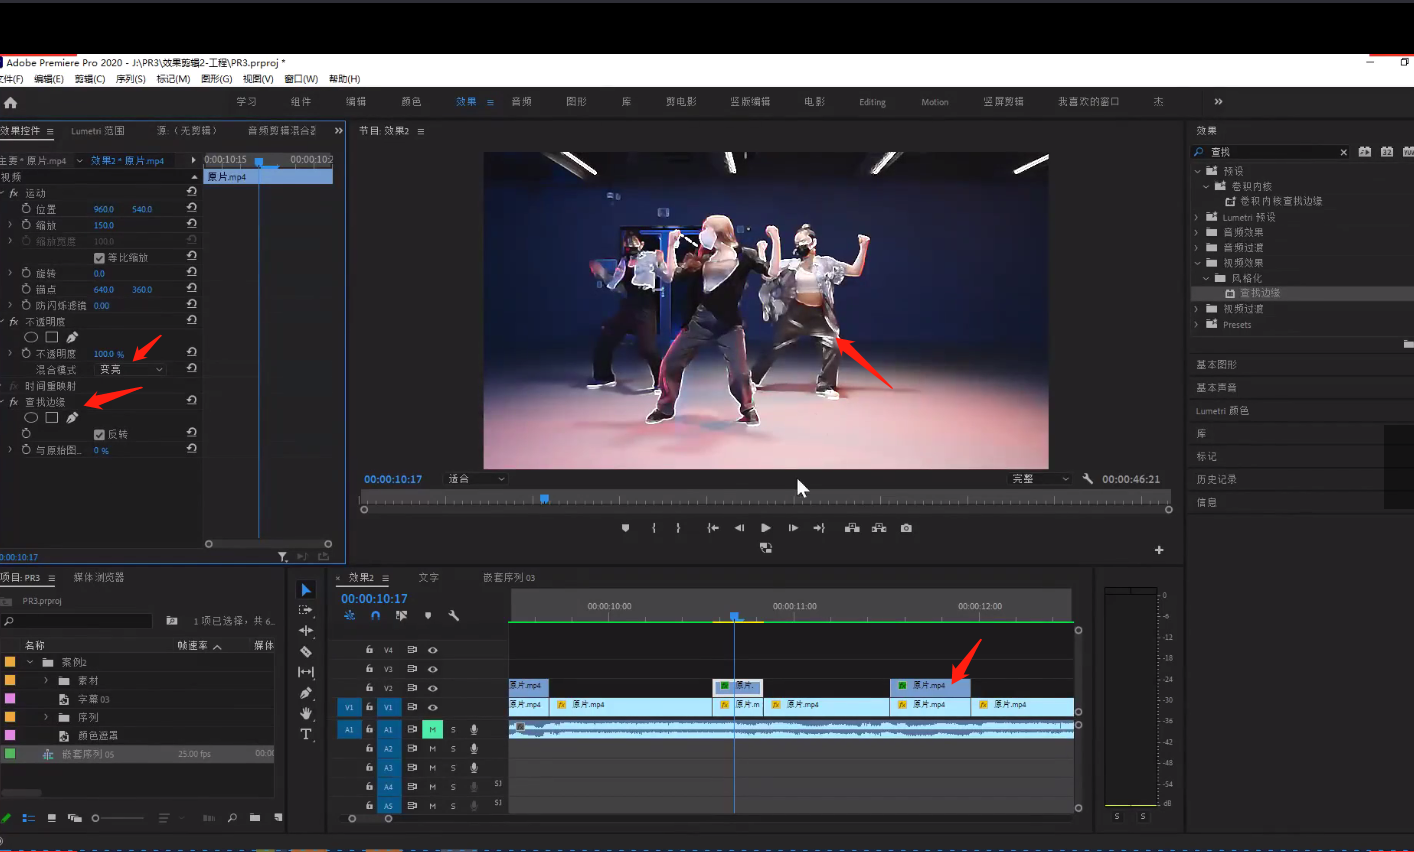 Adobe Premiere Pro 2020 - J:\PR3\效果剪辑2-工程\PR3.prproj *
文件(F) 编辑(E) 剪辑(C) 序列(S) 标记(M) 图形(G) 视图(V) 窗口(W) 帮助(H)
学习 组件 编辑 颜色 效果 音频 图形 库 剪电影 竖版编辑 电影 Editing Motion 竖屏剪辑 我喜欢的窗口 杰
效果控件 Lumetri 范围 源:（无剪辑） 音频剪辑混合器
主要 * 原片.mp4 效果2 * 原片.mp4
0:00:10:15 00:00:10:2
视频
原片.mp4
fx 运动
位置 960.0 540.0
缩放 150.0
缩放宽度 100.0
等比缩放
旋转 0.0
锚点 640.0 360.0
防闪烁滤镜 0.00
fx 不透明度
不透明度 100.0 %
混合模式 变亮
fx 时间重映射
fx 查找边缘
反转
与原始图... 0 %
0:00:10:17
节目: 效果2
00:00:10:17 适合 完整 00:00:46:21
效果
查找
预设
卷积内核
卷积内核查找边缘
Lumetri 预设
音频效果
音频过渡
视频效果
风格化
查找边缘
视频过渡
Presets
基本图形
基本声音
Lumetri 颜色
库
标记
历史记录
信息
项目: PR3 媒体浏览器
PR3.prproj
1 项已选择，共 6...
名称 帧速率 媒体
案例2
素材
字幕 03
序列
颜色遮罩
嵌套序列 05 25.00 fps 00:00
× 效果2 文字 嵌套序列 03
00:00:10:17
00:00:10:00 00:00:11:00 00:00:12:00
V4
V3
V2 原片.mp4 fx 原片. fx 原片.mp4
V1 V1 原片.mp4 fx 原片.mp4 fx 原片.m fx 原片.mp4 fx 原片.mp4 fx 原片.mp4
A1 A1 M S
A2 M S
A3 M S
A4 M S
A5 M S
0
-6
-12
-18
-24
-30
-36
-42
-48
-54
dB
S S